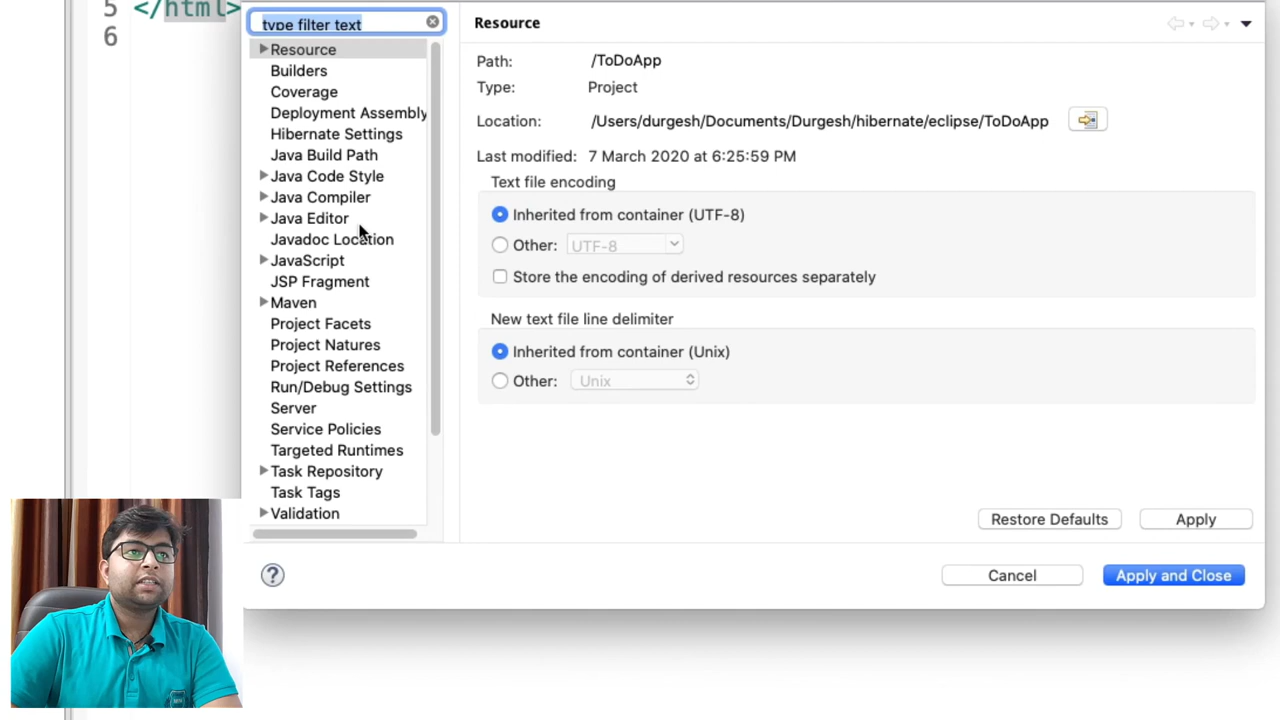 5 </html>
6
type filter text
Resource
Builders
Coverage
Deployment Assembly
Hibernate Settings
Java Build Path
Java Code Style
Java Compiler
Java Editor
Javadoc Location
JavaScript
JSP Fragment
Maven
Project Facets
Project Natures
Project References
Run/Debug Settings
Server
Service Policies
Targeted Runtimes
Task Repository
Task Tags
Validation
Resource
Path: /ToDoApp
Type: Project
Location: /Users/durgesh/Documents/Durgesh/hibernate/eclipse/ToDoApp
Last modified: 7 March 2020 at 6:25:59 PM
Text file encoding
Inherited from container (UTF-8)
Other: UTF-8
Store the encoding of derived resources separately
New text file line delimiter
Inherited from container (Unix)
Other: Unix
Restore Defaults Apply
? Cancel Apply and Close